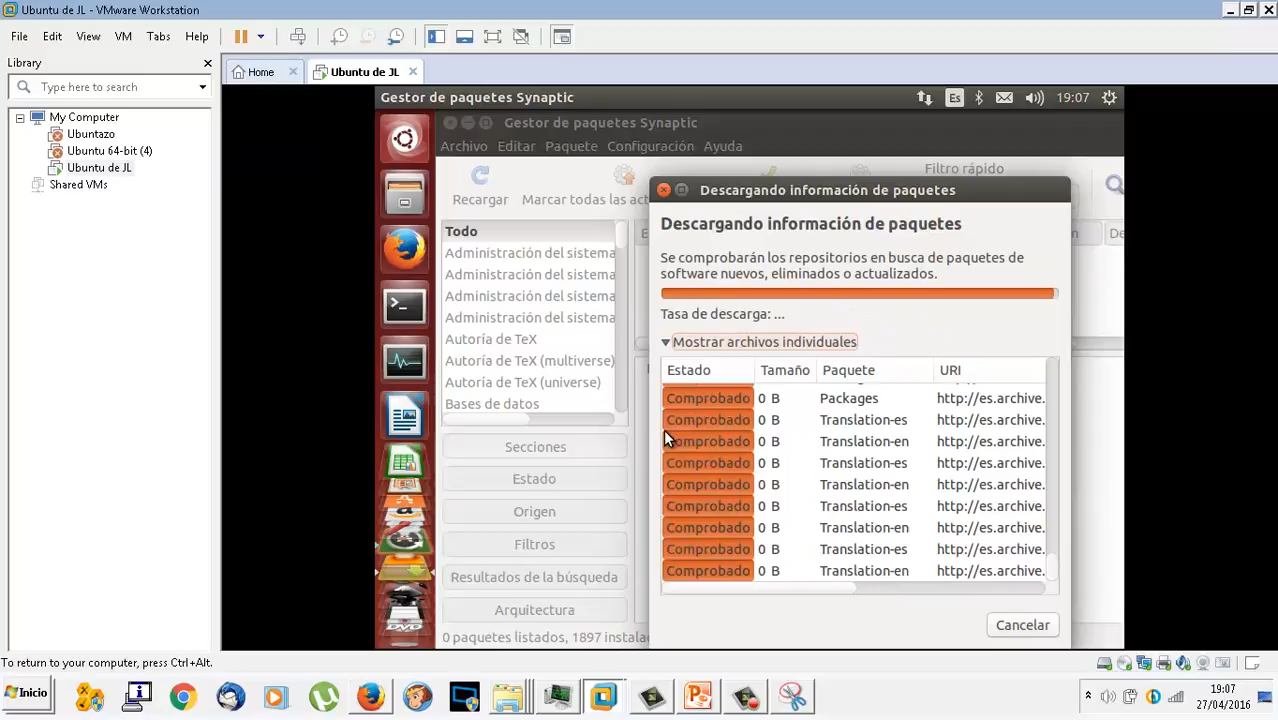 Ubuntu de JL - VMware Workstation
File Edit View VM Tabs Help
Library
Type here to search
My Computer
Ubuntazo
Ubuntu 64-bit (4)
Ubuntu de JL
Shared VMs
Home
Ubuntu de JL
Gestor de paquetes Synaptic
Es
19:07
Gestor de paquetes Synaptic
Archivo Editar Paquete Configuración Ayuda
Filtro rápido
Recargar Marcar todas las act
Todo
Administración del sistema
Administración del sistema
Administración del sistema
Administración del sistema
Autoría de TeX
Autoría de TeX (multiverse)
Autoría de TeX (universe)
Bases de datos
Secciones
Estado
Origen
Filtros
Resultados de la búsqueda
Arquitectura
0 paquetes listados, 1897 instala
Descargando información de paquetes
Descargando información de paquetes
Se comprobarán los repositorios en busca de paquetes de
software nuevos, eliminados o actualizados.
Tasa de descarga: ...
Mostrar archivos individuales
Estado Tamaño Paquete URI
Comprobado 0 B Packages http://es.archive.
Comprobado 0 B Translation-es http://es.archive.
Comprobado 0 B Translation-en http://es.archive.
Comprobado 0 B Translation-es http://es.archive.
Comprobado 0 B Translation-en http://es.archive.
Comprobado 0 B Translation-es http://es.archive.
Comprobado 0 B Translation-en http://es.archive.
Comprobado 0 B Translation-es http://es.archive.
Comprobado 0 B Translation-en http://es.archive.
Cancelar
To return to your computer, press Ctrl+Alt.
Inicio
19:07
27/04/2016